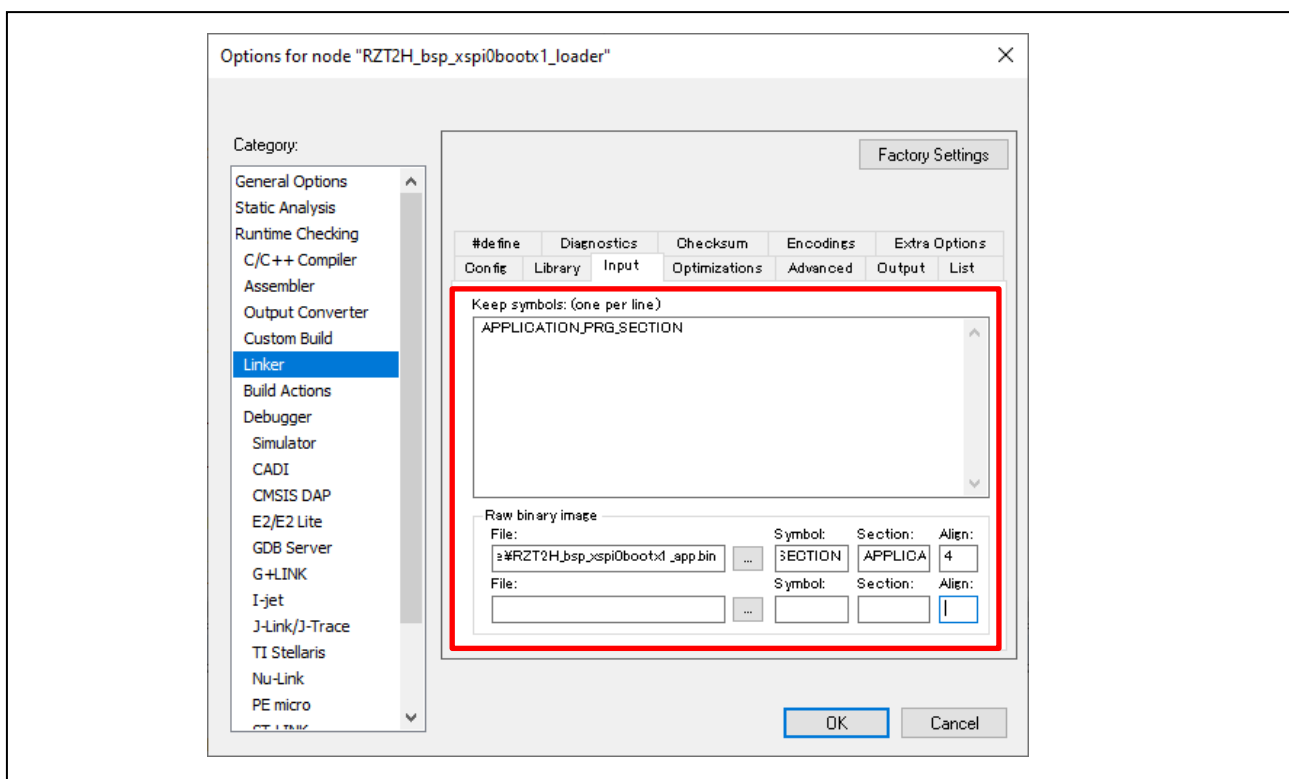 Options for node "RZT2H_bsp_xspi0bootx1_loader"
Category:
Factory Settings
General Options
Static Analysis
Runtime Checking
C/C++ Compiler
Assembler
Output Converter
Custom Build
Linker
Build Actions
Debugger
Simulator
CADI
CMSIS DAP
E2/E2 Lite
GDB Server
G+LINK
I-jet
J-Link/J-Trace
TI Stellaris
Nu-Link
PE micro
#define Diagnostics Checksum Encodings Extra Options
Config Library Input Optimizations Advanced Output List
Keep symbols: (one per line)
APPLICATION_PRG_SECTION
Raw binary image
File: Symbol: Section: Align:
e¥RZT2H_bsp_xspi0bootx1_app.bin ... SECTION APPLICA 4
File: Symbol: Section: Align:
...
OK Cancel